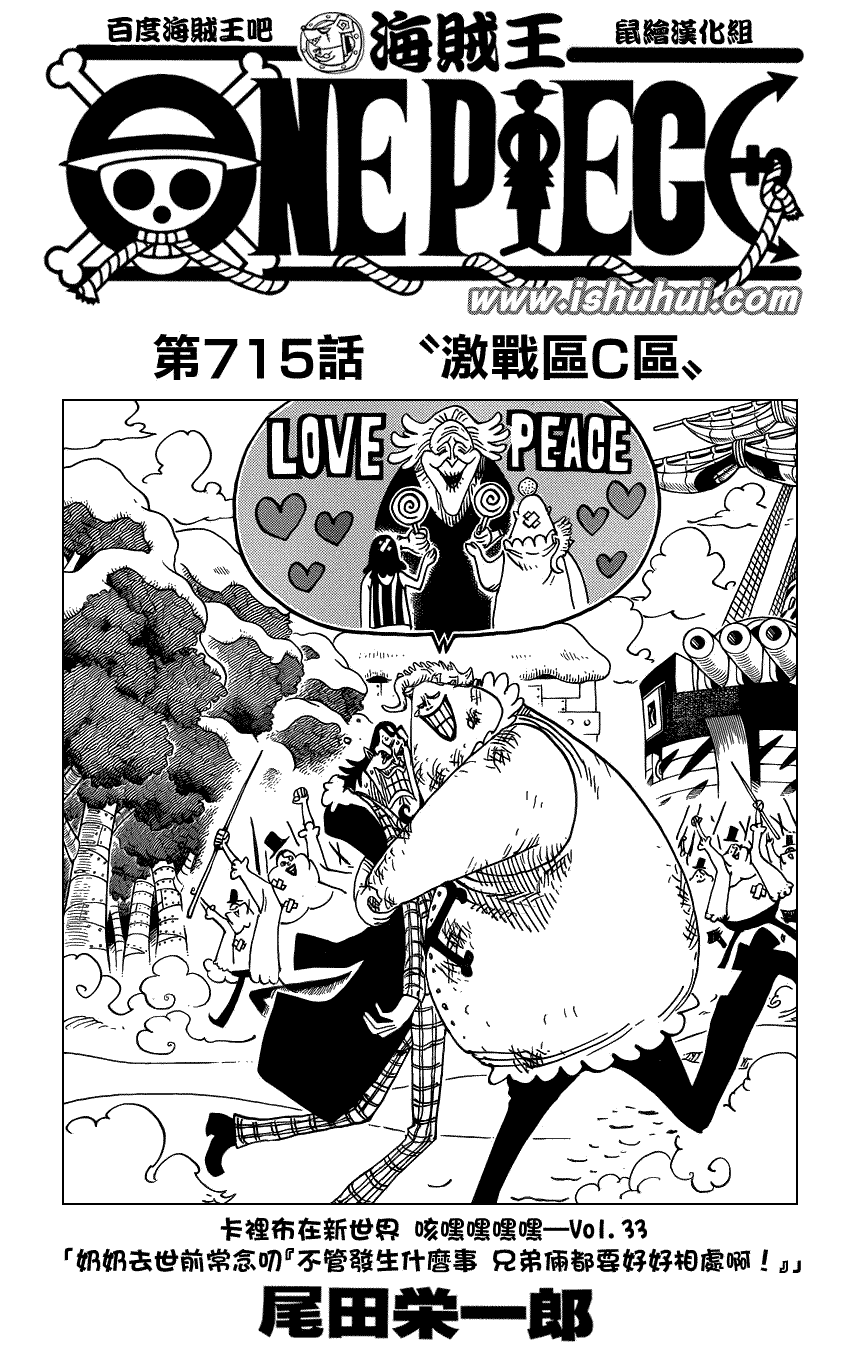 百度海賊王吧
海賊王
鼠繪漢化組
ONE PIECE
www.ishuhui.com
第715話 〝激戰區C區〟
LOVE PEACE
卡裡布在新世界 咳嘿嘿嘿嘿—Vol.33
「奶奶去世前常念叨『不管發生什麼事 兄弟倆都要好好相處啊！』」
尾田栄一郎